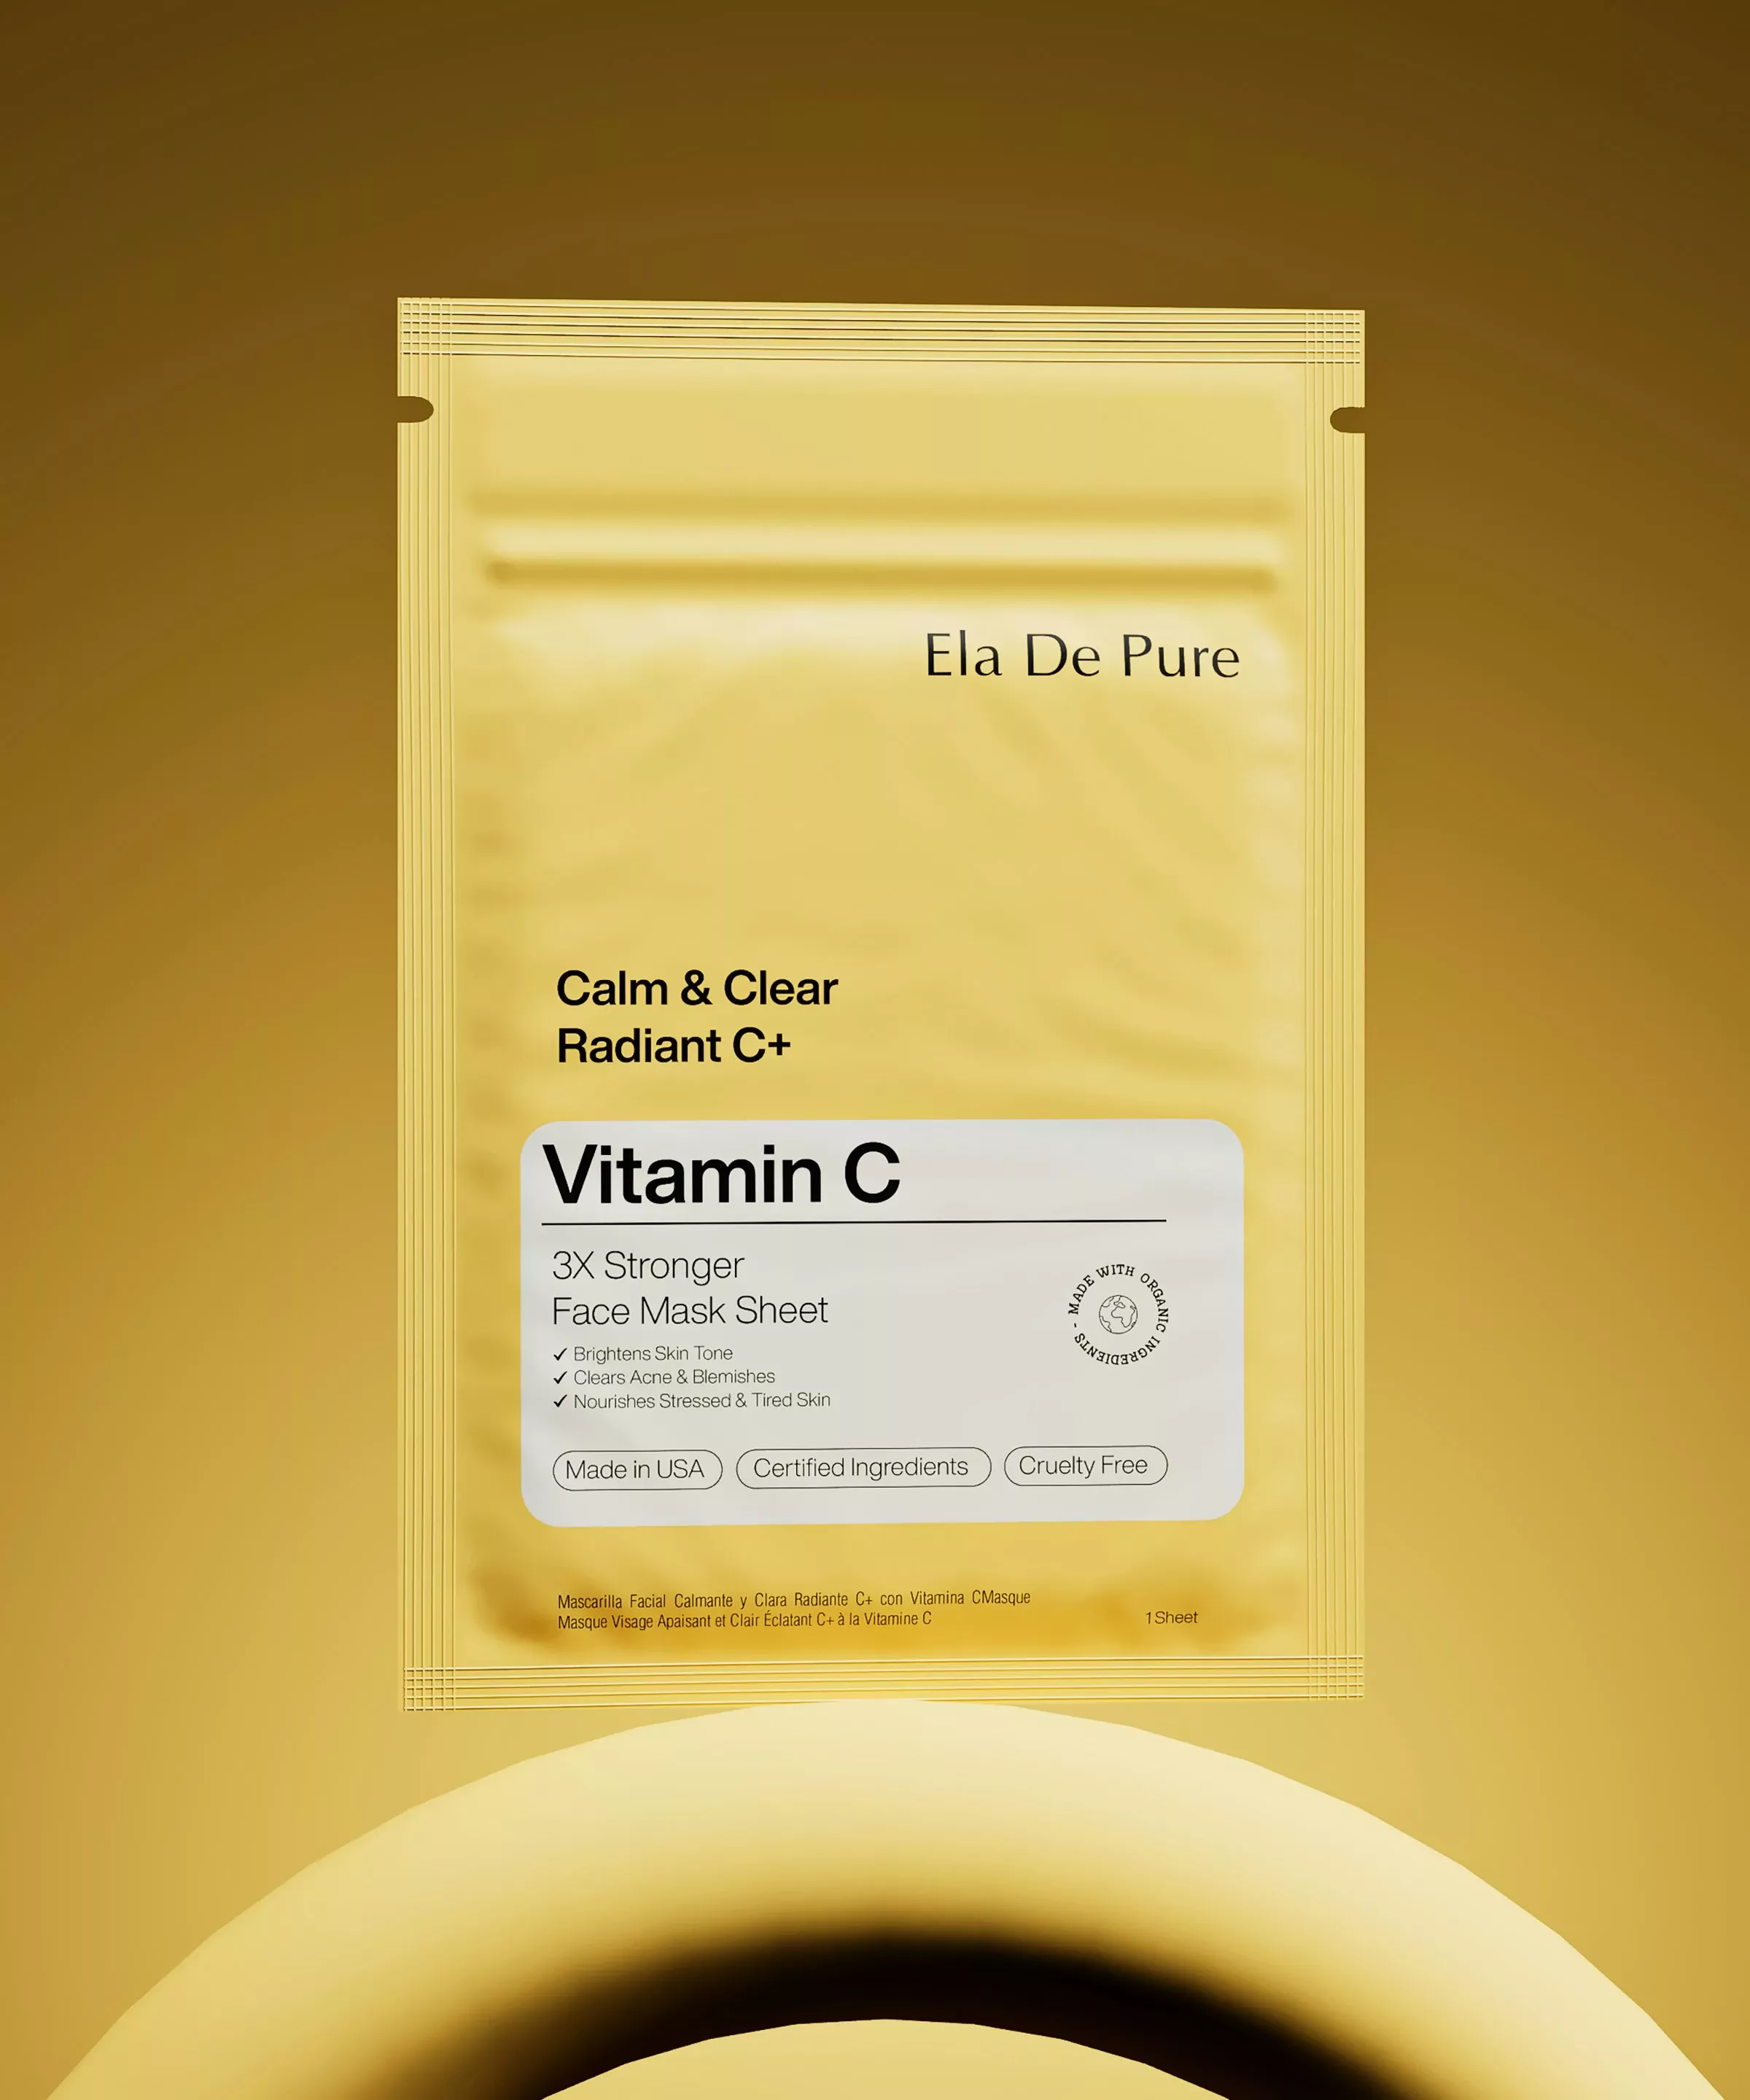 Ela De Pure
Calm & Clear
Radiant C+
Vitamin C
3X Stronger
Face Mask Sheet
✓ Brightens Skin Tone
✓ Clears Acne & Blemishes
✓ Nourishes Stressed & Tired Skin
MADE WITH ORGANIC INGREDIENTS -
Made in USA
Certified Ingredients
Cruelty Free
Mascarilla Facial Calmante y Clara Radiante C+ con Vitamina CMasque
Masque Visage Apaisant et Clair Éclatant C+ à la Vitamine C
1 Sheet